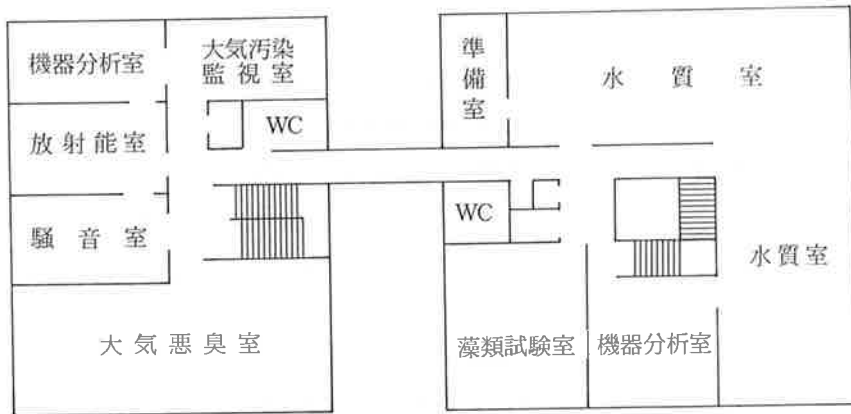 機器分析室
大気汚染
監視室
放射能室
WC
騒音室
大気悪臭室
準備室
水質室
WC
水質室
藻類試験室
機器分析室